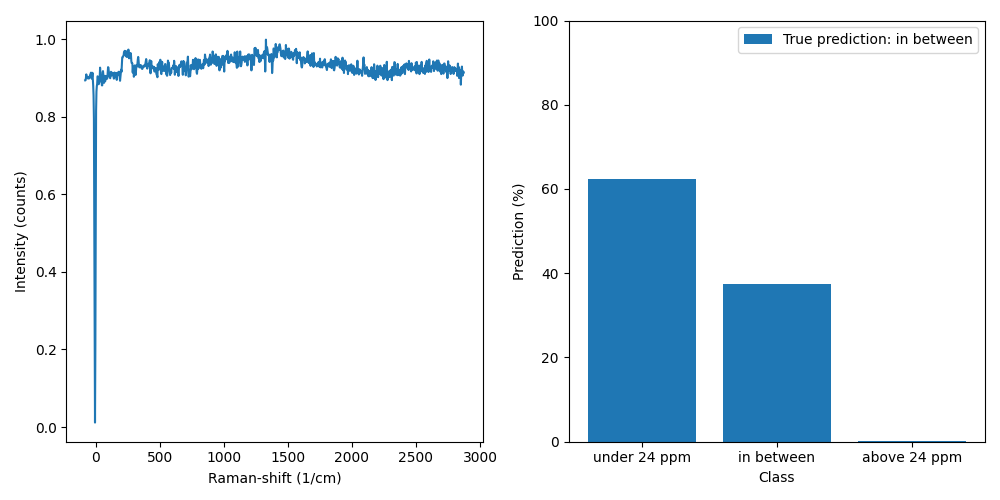 1.0
0.8
0.6
0.4
0.2
0.0
Intensity (counts)
0 500 1000 1500 2000 2500 3000
Raman-shift (1/cm)
True prediction: in between
100
80
60
40
20
0
Prediction (%)
under 24 ppm in between above 24 ppm
Class